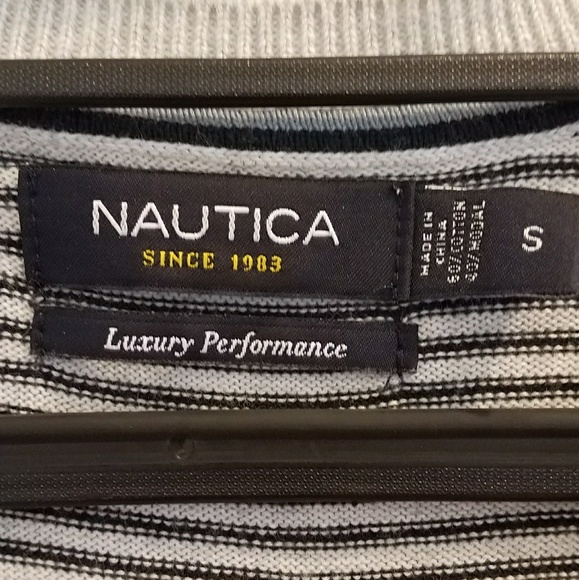 NAUTICA
SINCE 1983
Luxury Performance
MADE IN
CHINA
60%COTTON
40%MODAL
S